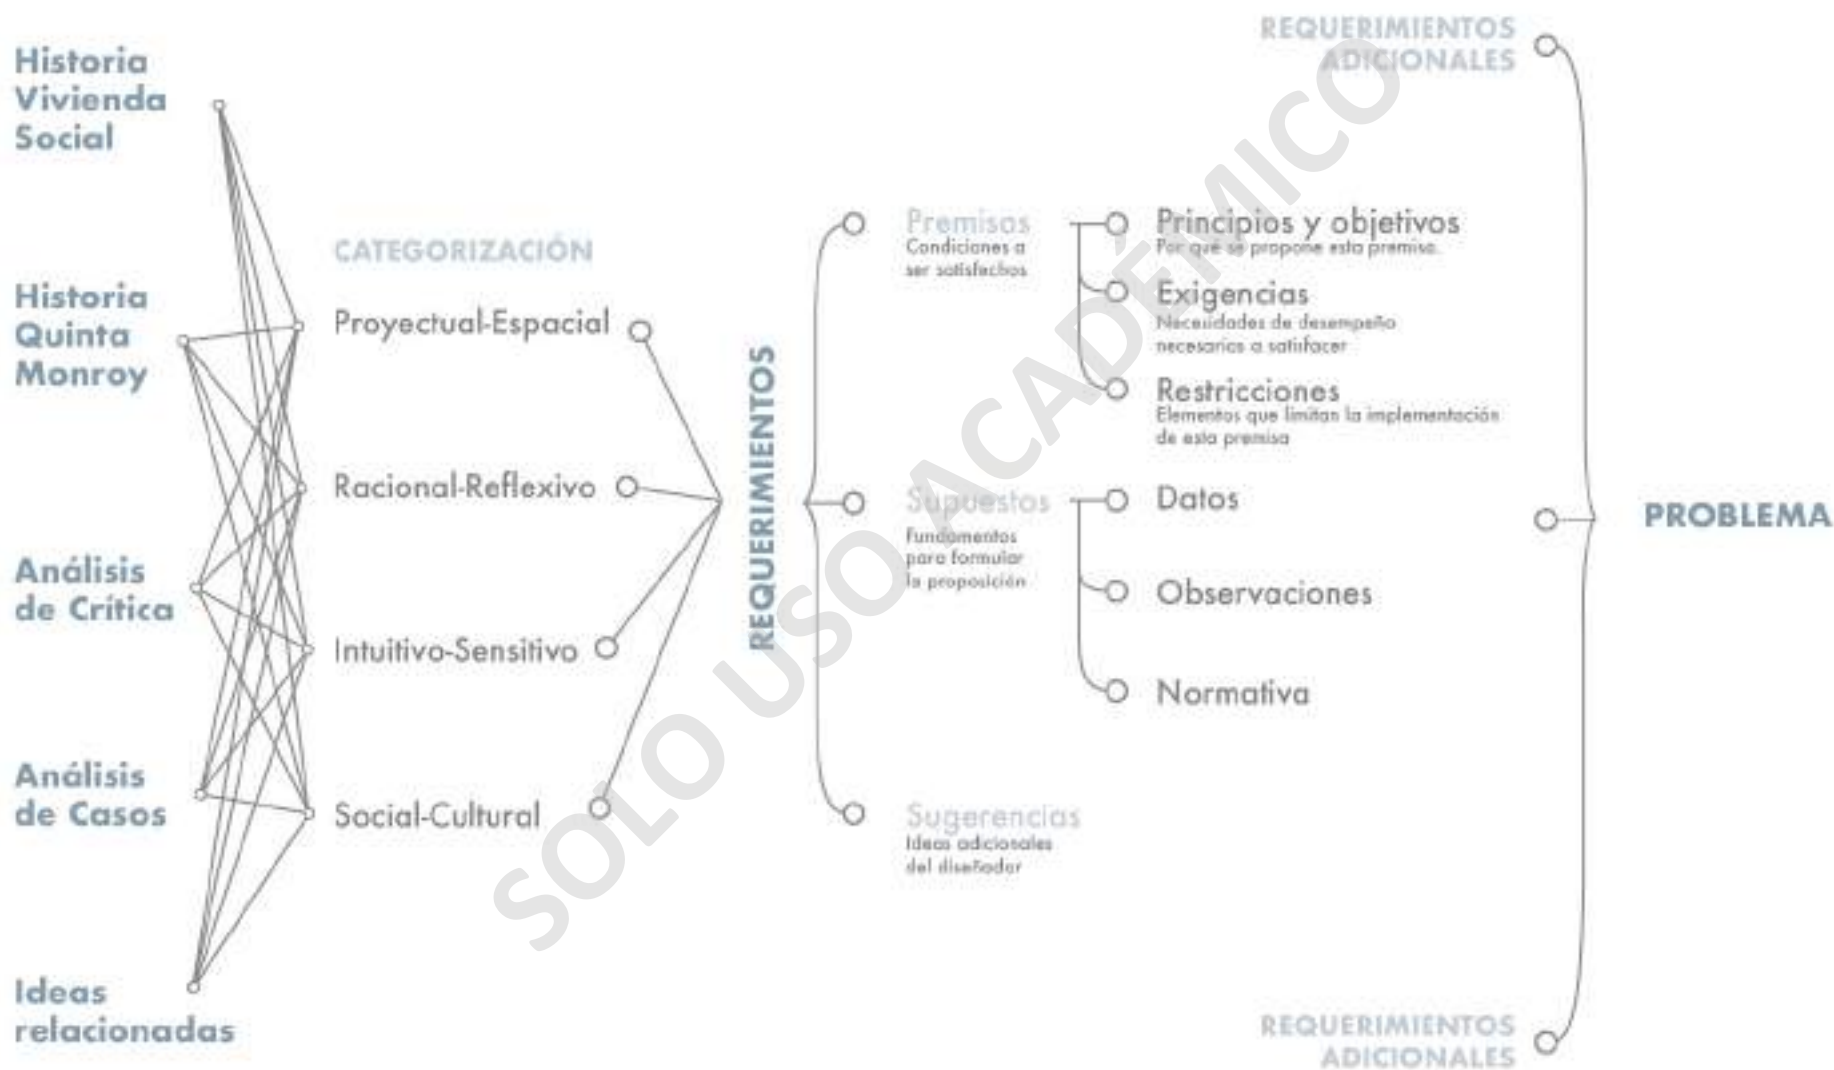 Historia
Vivienda
Social
Historia
Quinta
Monroy
Análisis
de Crítica
Análisis
de Casos
Ideas
relacionadas
CATEGORIZACIÓN
Proyectual-Espacial
Racional-Reflexivo
Intuitivo-Sensitivo
Social-Cultural
REQUERIMIENTOS
Premisas
Condiciones a
ser satisfechas
Supuestos
Fundamentos
para formular
la proposición
Sugerencias
Ideas adicionales
del diseñador
Principios y objetivos
Por qué se propone esta premisa.
Exigencias
Necesidades de desempeño
necesarios a satisfacer
Restricciones
Elementos que limitan la implementación
de esta premisa
Datos
Observaciones
Normativa
REQUERIMIENTOS
ADICIONALES
PROBLEMA
REQUERIMIENTOS
ADICIONALES
SOLO USO ACADÉMICO